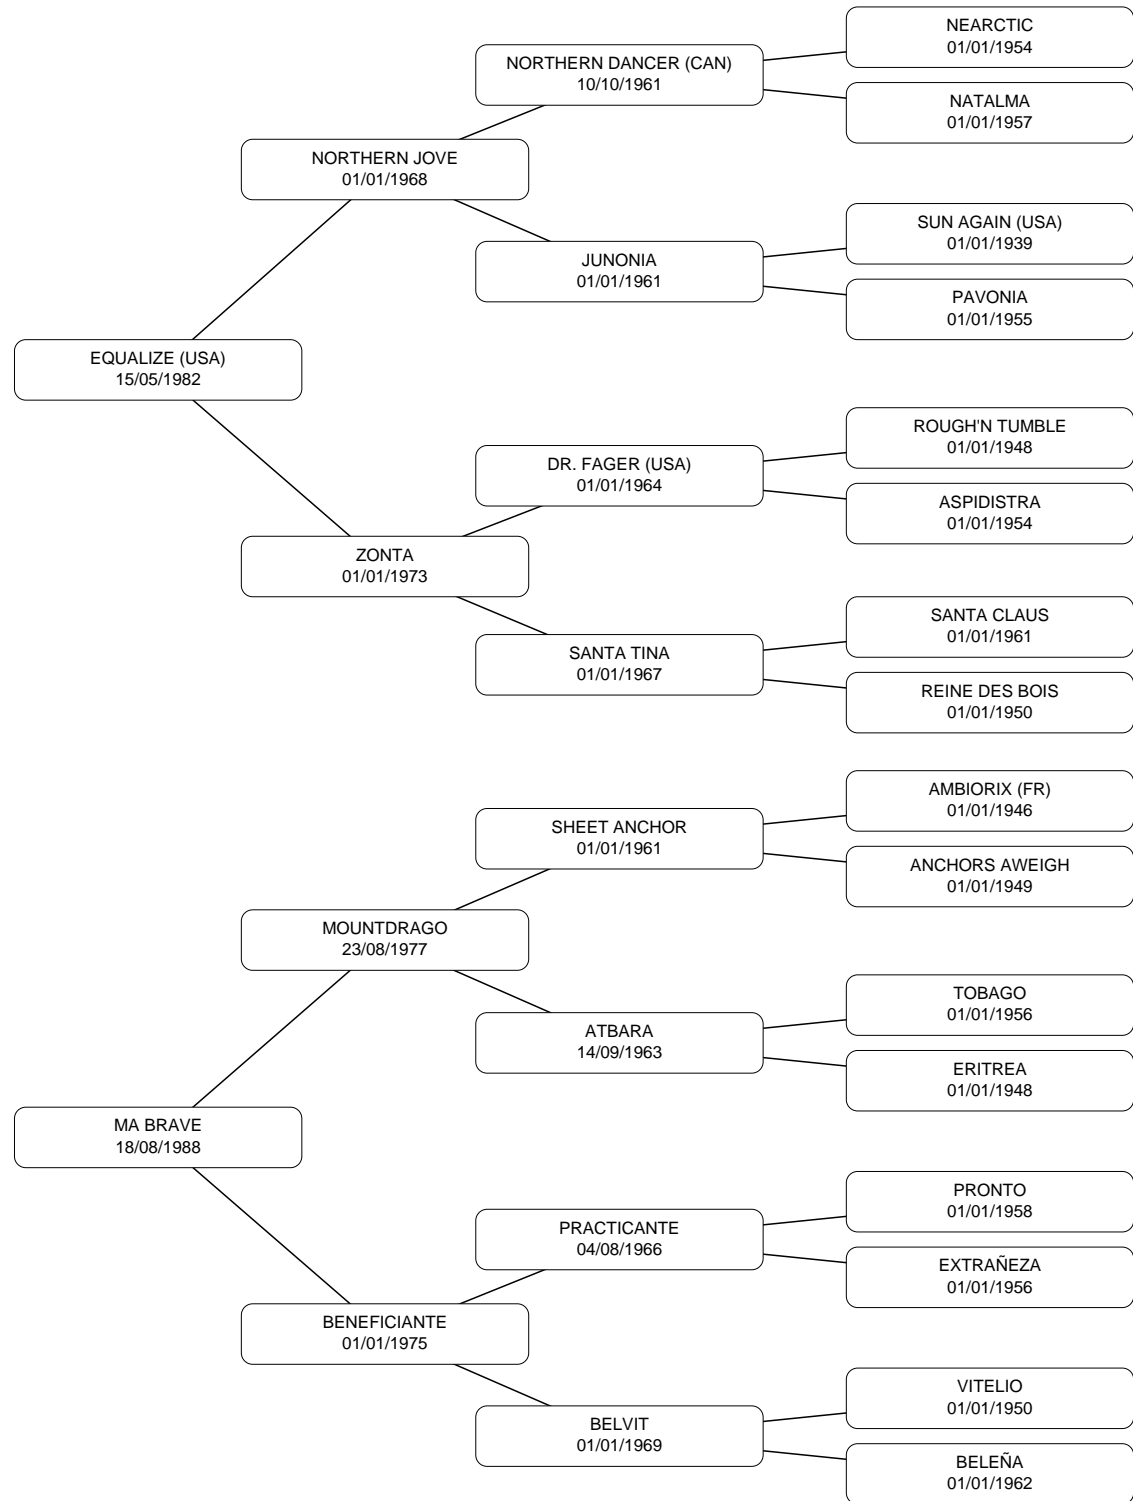 NEARCTIC
01/01/1954
NORTHERN DANCER (CAN)
10/10/1961
NATALMA
01/01/1957
NORTHERN JOVE
01/01/1968
SUN AGAIN (USA)
01/01/1939
JUNONIA
01/01/1961
PAVONIA
01/01/1955
EQUALIZE (USA)
15/05/1982
ROUGH'N TUMBLE
01/01/1948
DR. FAGER (USA)
01/01/1964
ASPIDISTRA
01/01/1954
ZONTA
01/01/1973
SANTA CLAUS
01/01/1961
SANTA TINA
01/01/1967
REINE DES BOIS
01/01/1950
AMBIORIX (FR)
01/01/1946
SHEET ANCHOR
01/01/1961
ANCHORS AWEIGH
01/01/1949
MOUNTDRAGO
23/08/1977
TOBAGO
01/01/1956
ATBARA
14/09/1963
ERITREA
01/01/1948
MA BRAVE
18/08/1988
PRONTO
01/01/1958
PRACTICANTE
04/08/1966
EXTRAÑEZA
01/01/1956
BENEFICIANTE
01/01/1975
VITELIO
01/01/1950
BELVIT
01/01/1969
BELEÑA
01/01/1962